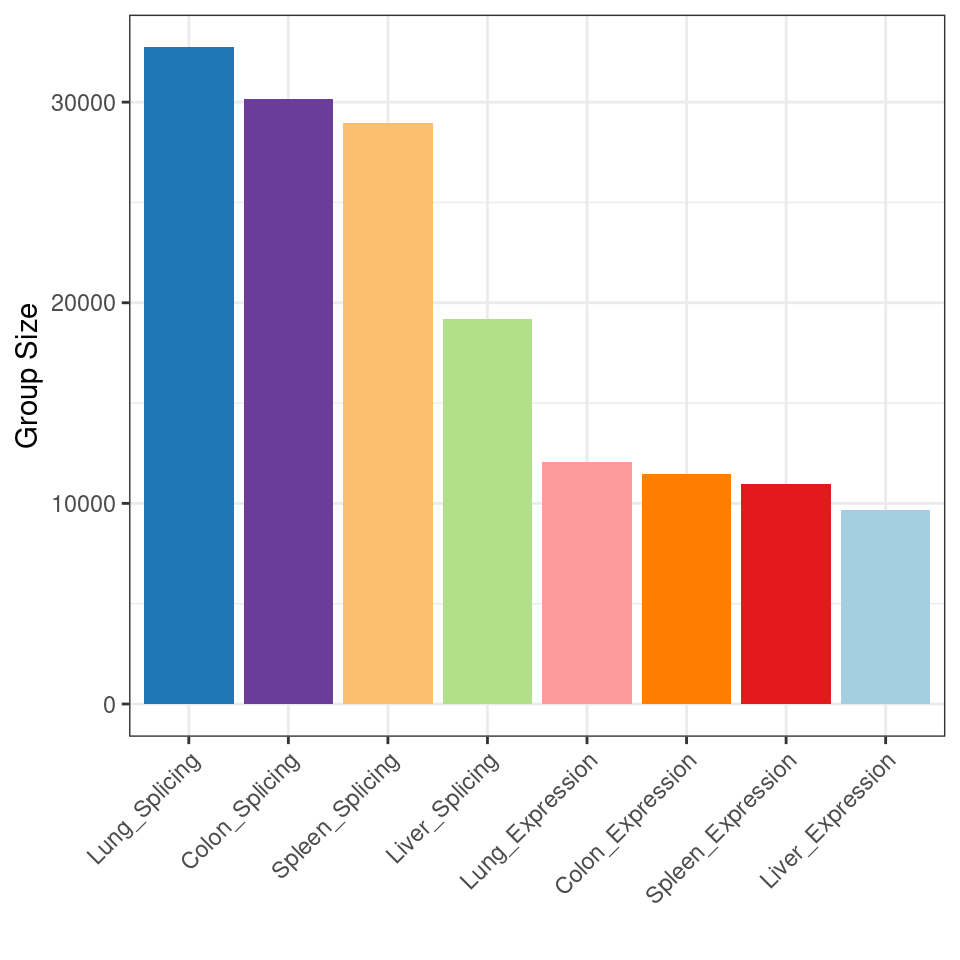 Group Size
30000
20000
10000
0
Lung_Splicing
Colon_Splicing
Spleen_Splicing
Liver_Splicing
Lung_Expression
Colon_Expression
Spleen_Expression
Liver_Expression